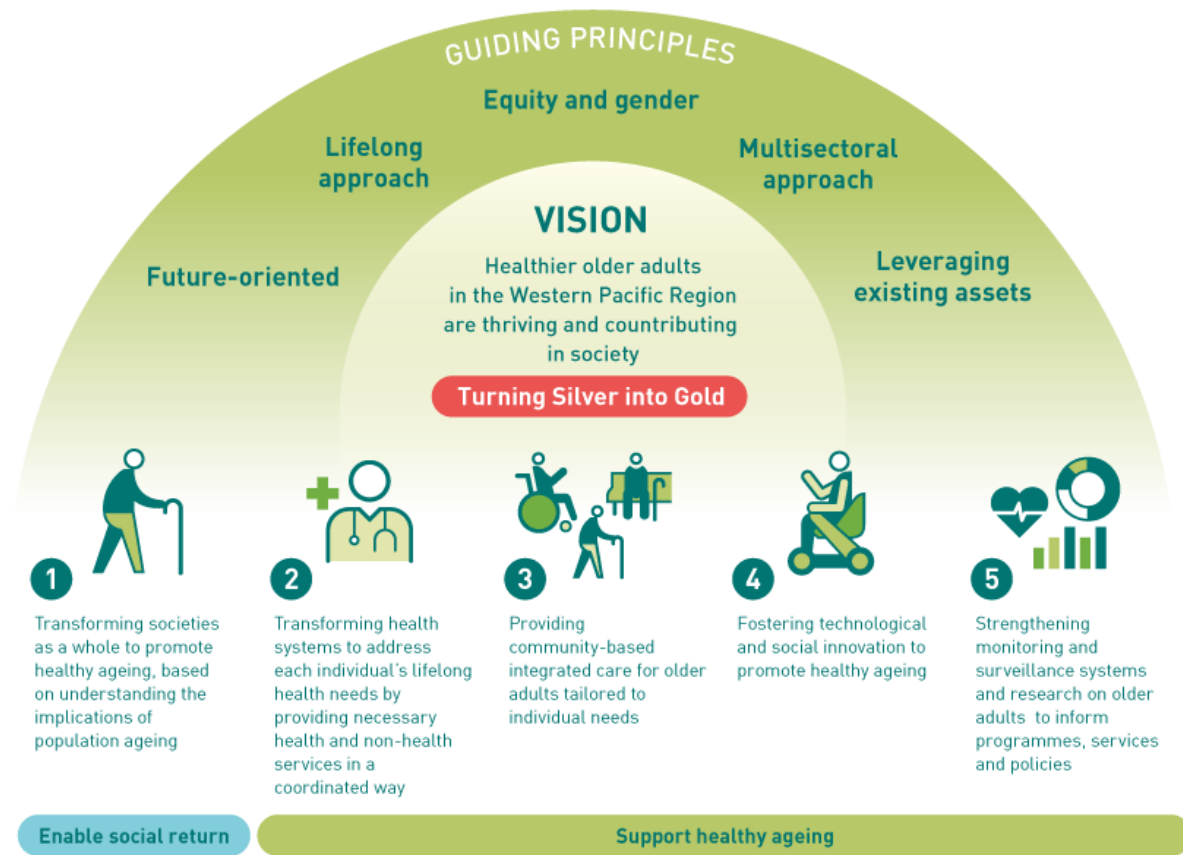 GUIDING PRINCIPLES
Equity and gender
Lifelong
approach
Multisectoral
approach
Future-oriented
Leveraging
existing assets
VISION
Healthier older adults
in the Western Pacific Region
are thriving and countributing
in society
Turning Silver into Gold
1
Transforming societies
as a whole to promote
healthy ageing, based
on understanding the
implications of
population ageing
2
Transforming health
systems to address
each individual's lifelong
health needs by
providing necessary
health and non-health
services in a
coordinated way
3
Providing
community-based
integrated care for older
adults tailored to
individual needs
4
Fostering technological
and social innovation to
promote healthy ageing
5
Strengthening
monitoring and
surveillance systems
and research on older
adults to inform
programmes, services
and policies
Enable social return
Support healthy ageing